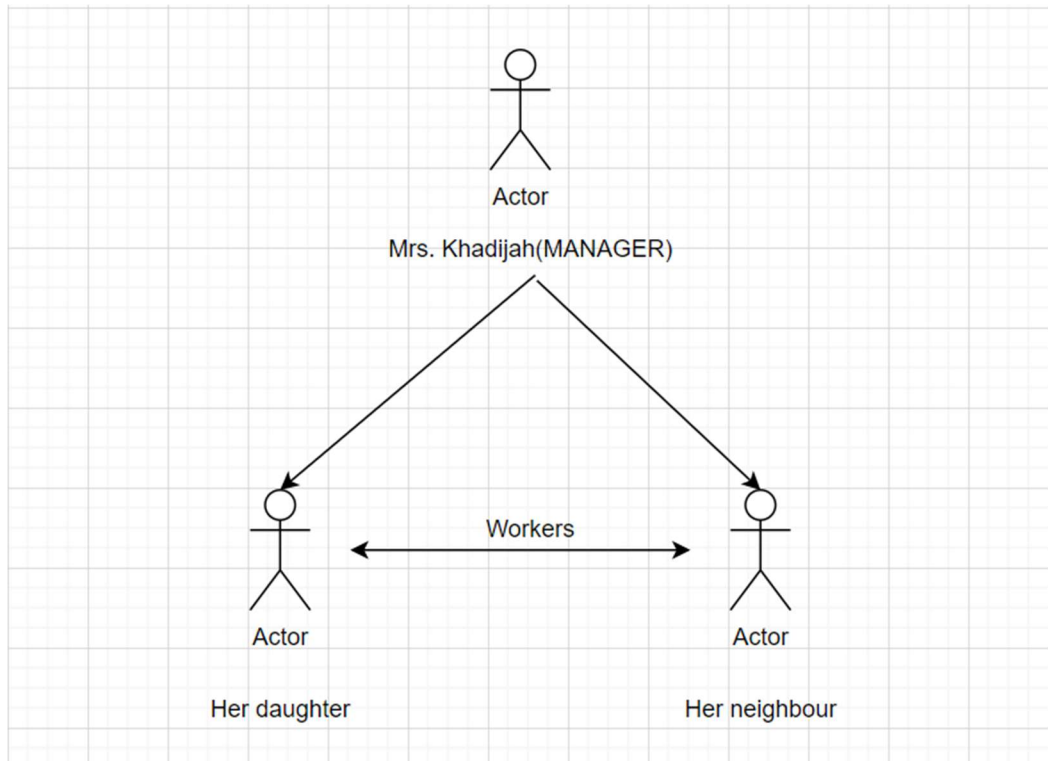 Actor
Mrs. Khadijah(MANAGER)
Workers
Actor
Actor
Her daughter
Her neighbour